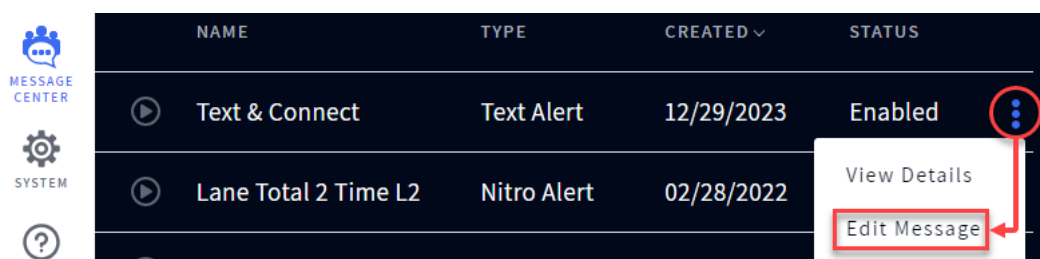 NAME TYPE CREATED STATUS
MESSAGE
CENTER
Text & Connect Text Alert 12/29/2023 Enabled
SYSTEM
View Details
Lane Total 2 Time L2 Nitro Alert 02/28/2022
Edit Message
?